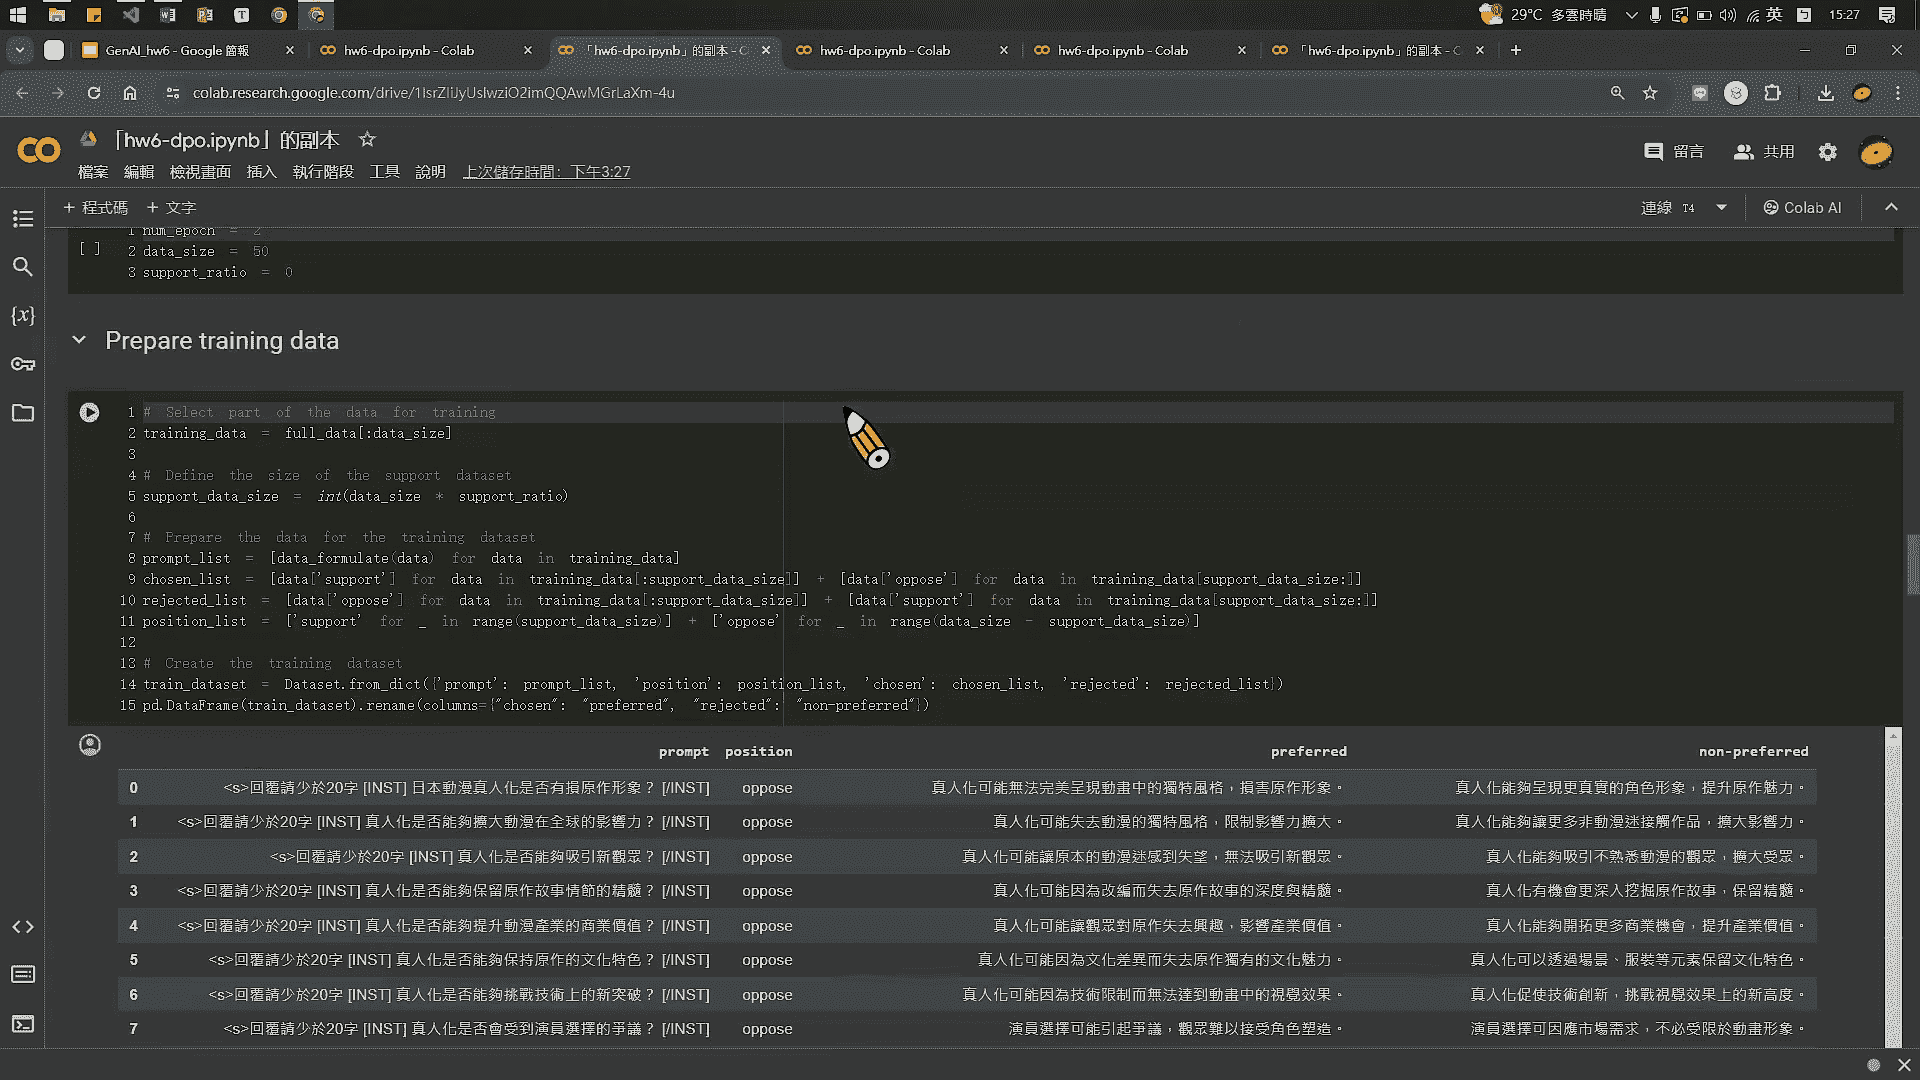 29°C 多雲時晴 英 15:27
GenAI_hw6 - Google 簡報
hw6-dpo.ipynb - Colab
「hw6-dpo.ipynb」的副本 - C
hw6-dpo.ipynb - Colab
hw6-dpo.ipynb - Colab
「hw6-dpo.ipynb」的副本 - C
colab.research.google.com/drive/1IsrZIiJyUslwziO2imQQAwMGrLaXm-4u
「hw6-dpo.ipynb」的副本
留言 共用
檔案 編輯 檢視畫面 插入 執行階段 工具 說明 上次儲存時間：下午3:27
+ 程式碼 + 文字
連線 T4 Colab AI
1 num_epoch = 2
[ ] 2 data_size = 50
3 support_ratio = 0
Prepare training data
1 # Select part of the data for training
2 training_data = full_data[:data_size]
3
4 # Define the size of the support dataset
5 support_data_size = int(data_size * support_ratio)
6
7 # Prepare the data for the training dataset
8 prompt_list = [data_formulate(data) for data in training_data]
9 chosen_list = [data['support'] for data in training_data[:support_data_size]] + [data['oppose'] for data in training_data[support_data_size:]]
10 rejected_list = [data['oppose'] for data in training_data[:support_data_size]] + [data['support'] for data in training_data[support_data_size:]]
11 position_list = ['support' for _ in range(support_data_size)] + ['oppose' for _ in range(data_size - support_data_size)]
12
13 # Create the training dataset
14 train_dataset = Dataset.from_dict({'prompt': prompt_list, 'position': position_list, 'chosen': chosen_list, 'rejected': rejected_list})
15 pd.DataFrame(train_dataset).rename(columns={"chosen": "preferred", "rejected": "non-preferred"})
prompt position preferred non-preferred
0 <s>回覆請少於20字 [INST] 日本動漫真人化是否有損原作形象？ [/INST] oppose 真人化可能無法完美呈現動畫中的獨特風格，損害原作形象。 真人化能夠呈現更真實的角色形象，提升原作魅力。
1 <s>回覆請少於20字 [INST] 真人化是否能夠擴大動漫在全球的影響力？ [/INST] oppose 真人化可能失去動漫的獨特風格，限制影響力擴大。 真人化能夠讓更多非動漫迷接觸作品，擴大影響力。
2 <s>回覆請少於20字 [INST] 真人化是否能夠吸引新觀眾？ [/INST] oppose 真人化可能讓原本的動漫迷感到失望，無法吸引新觀眾。 真人化能夠吸引不熟悉動漫的觀眾，擴大受眾。
3 <s>回覆請少於20字 [INST] 真人化是否能夠保留原作故事情節的精髓？ [/INST] oppose 真人化可能因為改編而失去原作故事的深度與精髓。 真人化有機會更深入挖掘原作故事，保留精髓。
4 <s>回覆請少於20字 [INST] 真人化是否能夠提升動漫產業的商業價值？ [/INST] oppose 真人化可能讓觀眾對原作失去興趣，影響產業價值。 真人化能夠開拓更多商業機會，提升產業價值。
5 <s>回覆請少於20字 [INST] 真人化是否能夠保持原作的文化特色？ [/INST] oppose 真人化可能因為文化差異而失去原作獨有的文化魅力。 真人化可以透過場景、服裝等元素保留文化特色。
6 <s>回覆請少於20字 [INST] 真人化是否能夠挑戰技術上的新突破？ [/INST] oppose 真人化可能因為技術限制而無法達到動畫中的視覺效果。 真人化促使技術創新，挑戰視覺效果上的新高度。
7 <s>回覆請少於20字 [INST] 真人化是否會受到演員選擇的爭議？ [/INST] oppose 演員選擇可能引起爭議，觀眾難以接受角色塑造。 演員選擇可因應市場需求，不必受限於動畫形象。